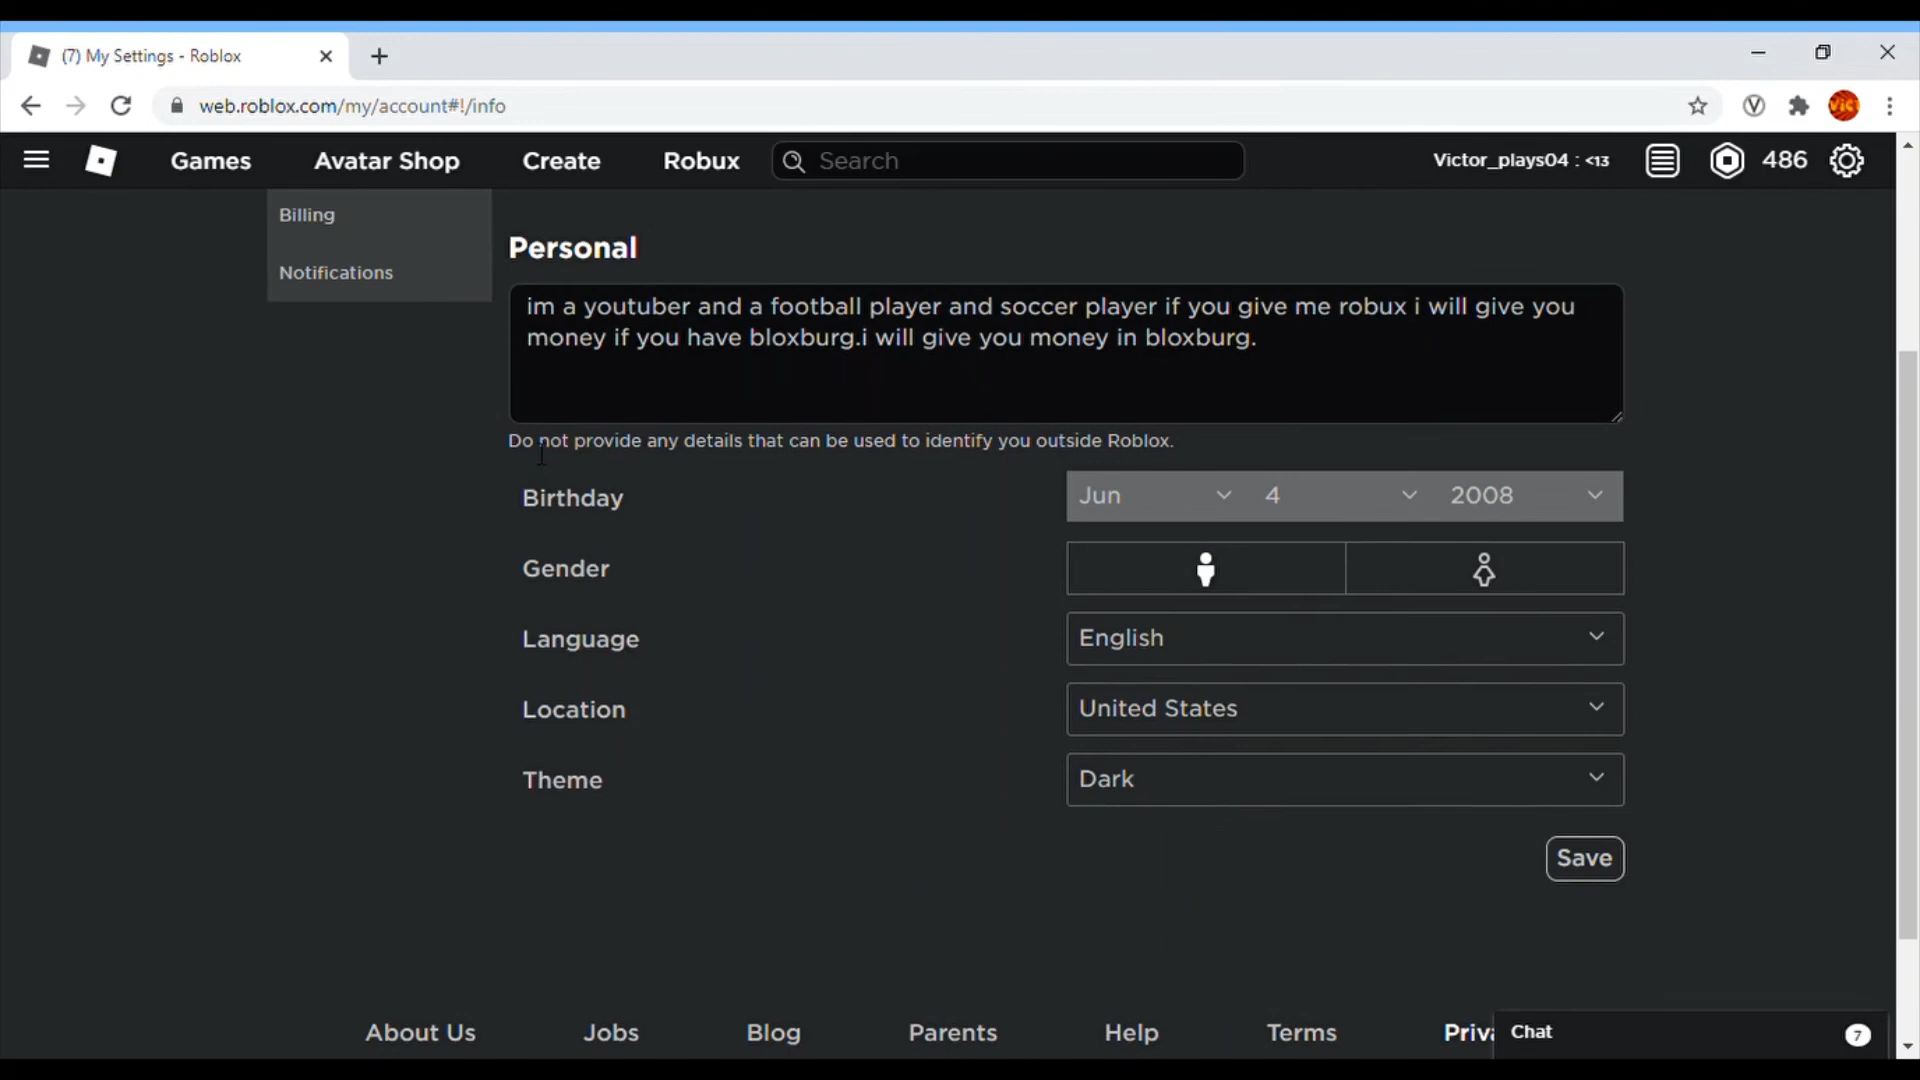 (7) My Settings - Roblox
web.roblox.com/my/account#!/info
Vic
Games Avatar Shop Create Robux Search Victor_plays04 : <13 486
Billing
Notifications
Personal
im a youtuber and a football player and soccer player if you give me robux i will give you
money if you have bloxburg.i will give you money in bloxburg.
Do not provide any details that can be used to identify you outside Roblox.
Birthday Jun 4 2008
Gender
Language English
Location United States
Theme Dark
Save
About Us Jobs Blog Parents Help Terms Priva Chat 7